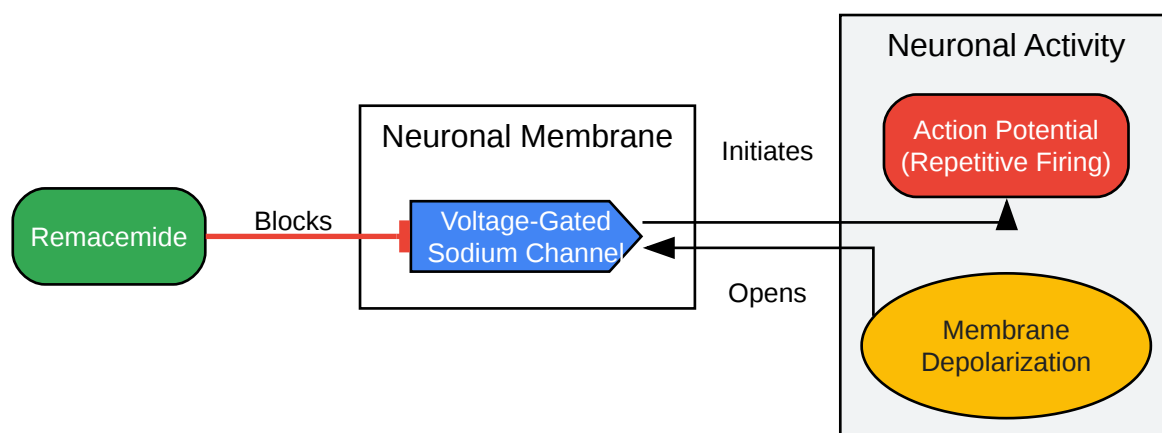 Neuronal Activity
Neuronal Membrane
Initiates
Action Potential
(Repetitive Firing)
Remacemide
Blocks
Voltage-Gated
Sodium Channel
Opens
Membrane
Depolarization